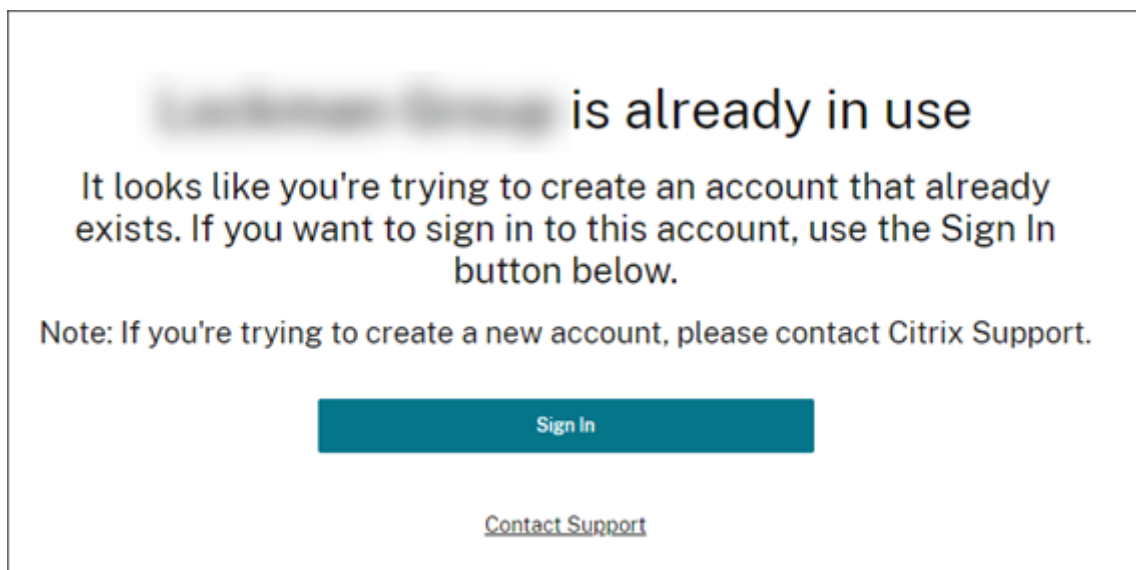 is already in use
It looks like you're trying to create an account that already
exists. If you want to sign in to this account, use the Sign In
button below.
Note: If you're trying to create a new account, please contact Citrix Support.
Sign In
Contact Support